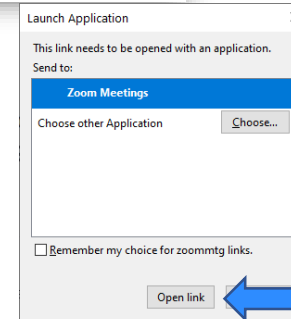 Launch Application
This link needs to be opened with an application.
Send to:
Zoom Meetings
Choose other Application
Choose...
Remember my choice for zoommtg links.
Open link